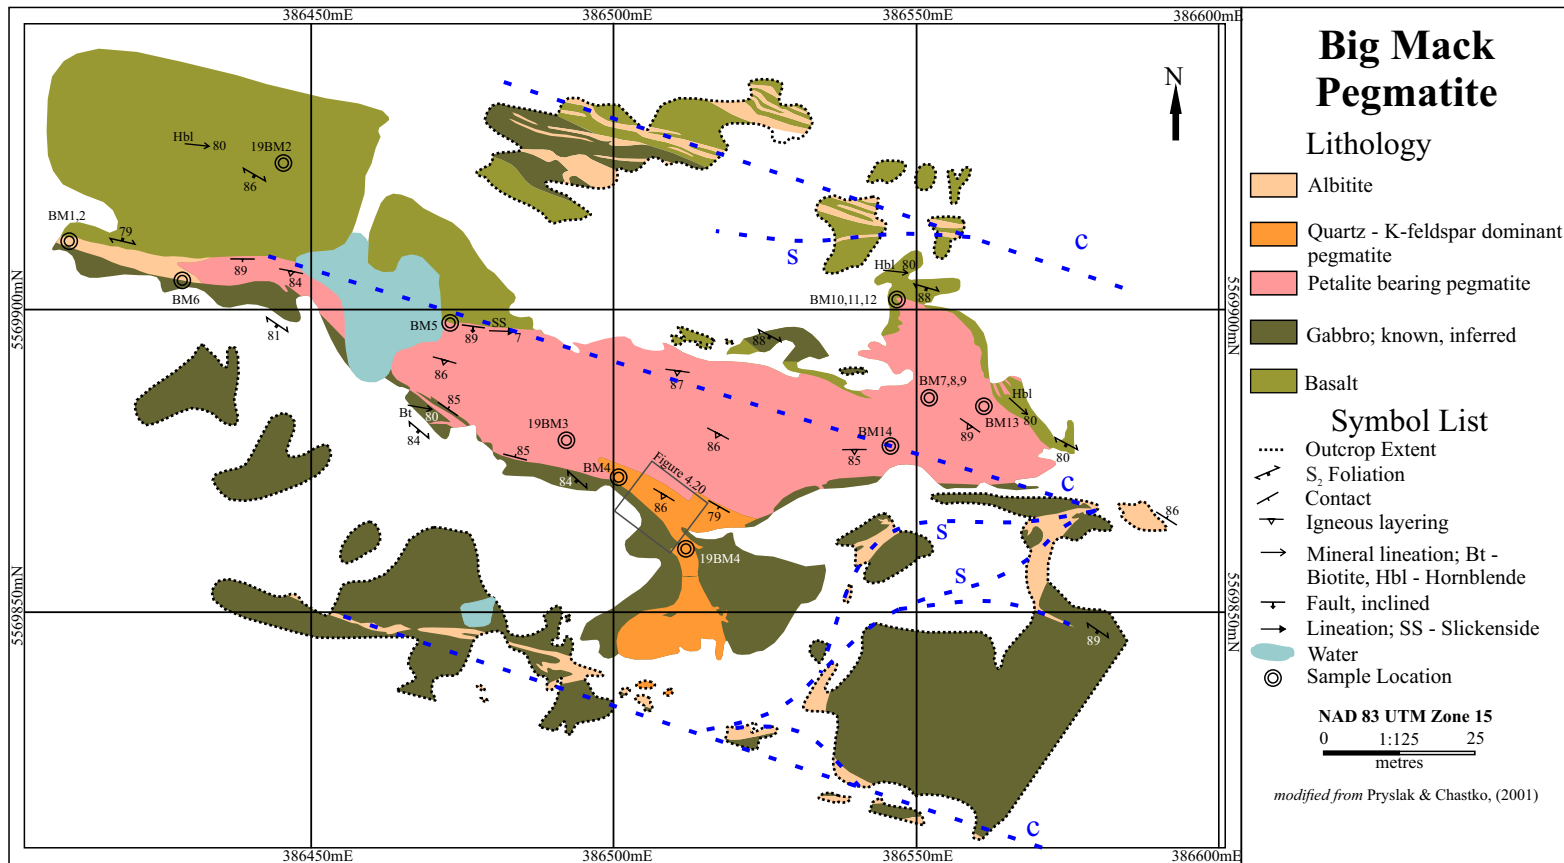 386450mE
386500mE
386550mE
386600mE
Big Mack
Pegmatite
Lithology
Albitite
Quartz - K-feldspar dominant
pegmatite
Petalite bearing pegmatite
Gabbro; known, inferred
Basalt
Symbol List
Outcrop Extent
S2 Foliation
Contact
Igneous layering
Mineral lineation; Bt -
Biotite, Hbl - Hornblende
Fault, inclined
Lineation; SS - Slickenside
Water
Sample Location
NAD 83 UTM Zone 15
0 1:125 25
metres
modified from Pryslak & Chastko, (2001)
N
Hbl
80
19BM2
86
BM1,2
79
BM6
89
84
81
5569900mN
5569900mN
C
S
Hbl 80
88
BM10,11,12
BM5
SS
89
7
86
88
87
BM7,8,9
Hbl
80
BM13
89
80
Bt
80
85
84
19BM3
85
84
BM4
Figure 4.20
86
BM14
85
86
79
C
86
S
19BM4
S
5569850mN
5569850mN
89
C
386450mE
386500mE
386550mE
386600mE